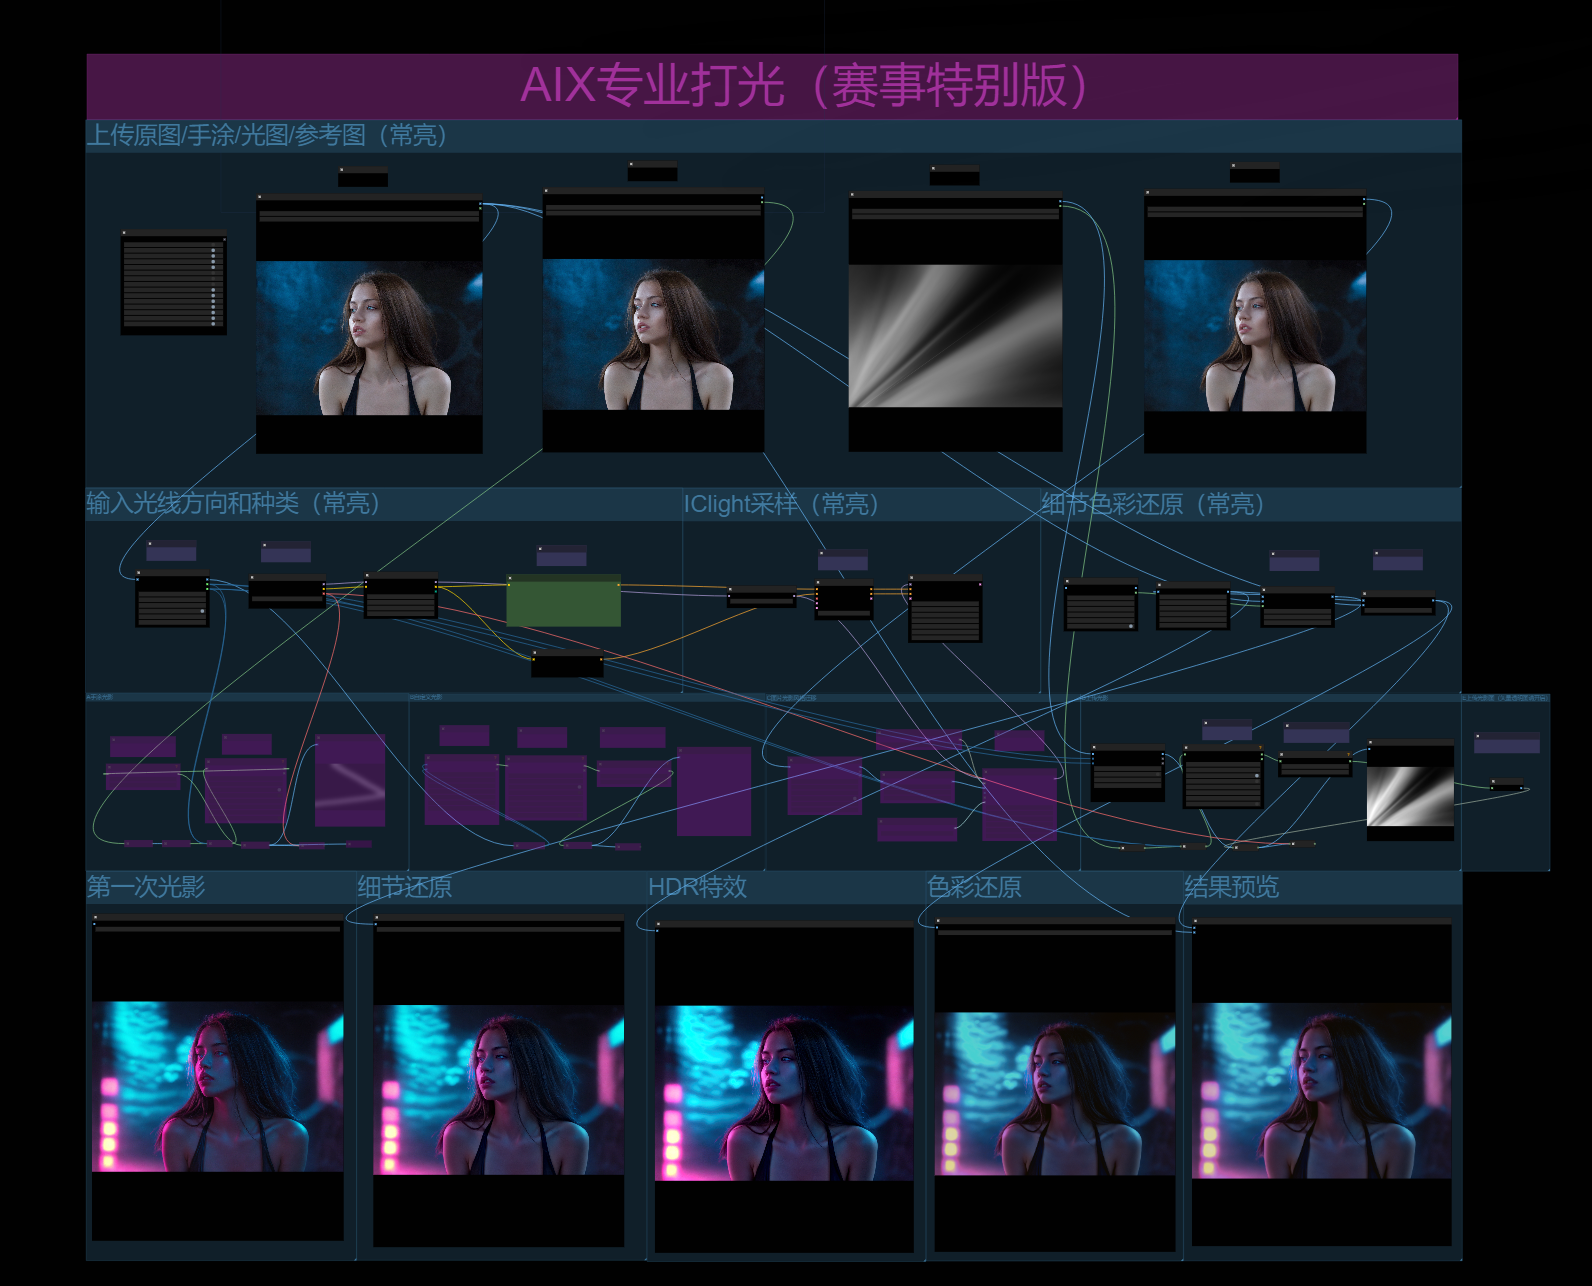 AIX专业打光（赛事特别版）
上传原图/手涂/光图/参考图（常亮）
输入光线方向和种类（常亮）
IClight采样（常亮）
细节色彩还原（常亮）
第一次光影
细节还原
HDR特效
色彩还原
结果预览